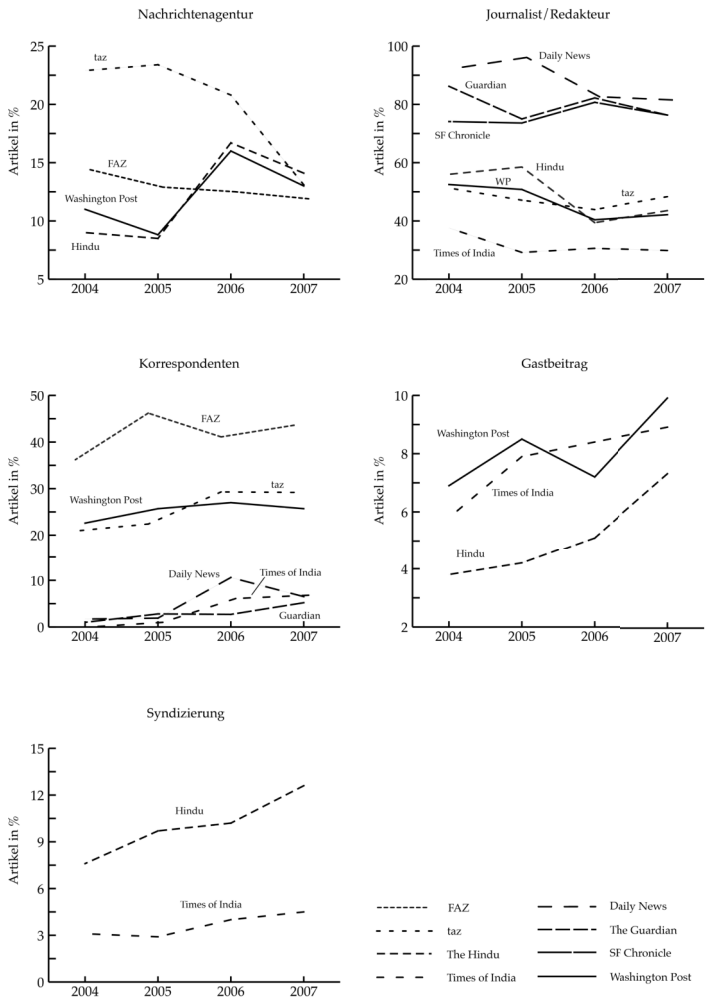 Nachrichtenagentur
Artikel in %
25
20
15
10
5
taz
FAZ
Washington Post
Hindu
2004 2005 2006 2007
Journalist/Redakteur
Artikel in %
100
80
60
40
20
Daily News
Guardian
SF Chronicle
Hindu
WP
taz
Times of India
2004 2005 2006 2007
Korrespondenten
Artikel in %
50
40
30
20
10
0
FAZ
taz
Washington Post
Daily News
Times of India
Guardian
2004 2005 2006 2007
Gastbeitrag
Artikel in %
10
8
6
4
2
Washington Post
Times of India
Hindu
2004 2005 2006 2007
Syndizierung
Artikel in %
15
12
9
6
3
0
Hindu
Times of India
2004 2005 2006 2007
FAZ
taz
The Hindu
Times of India
Daily News
The Guardian
SF Chronicle
Washington Post